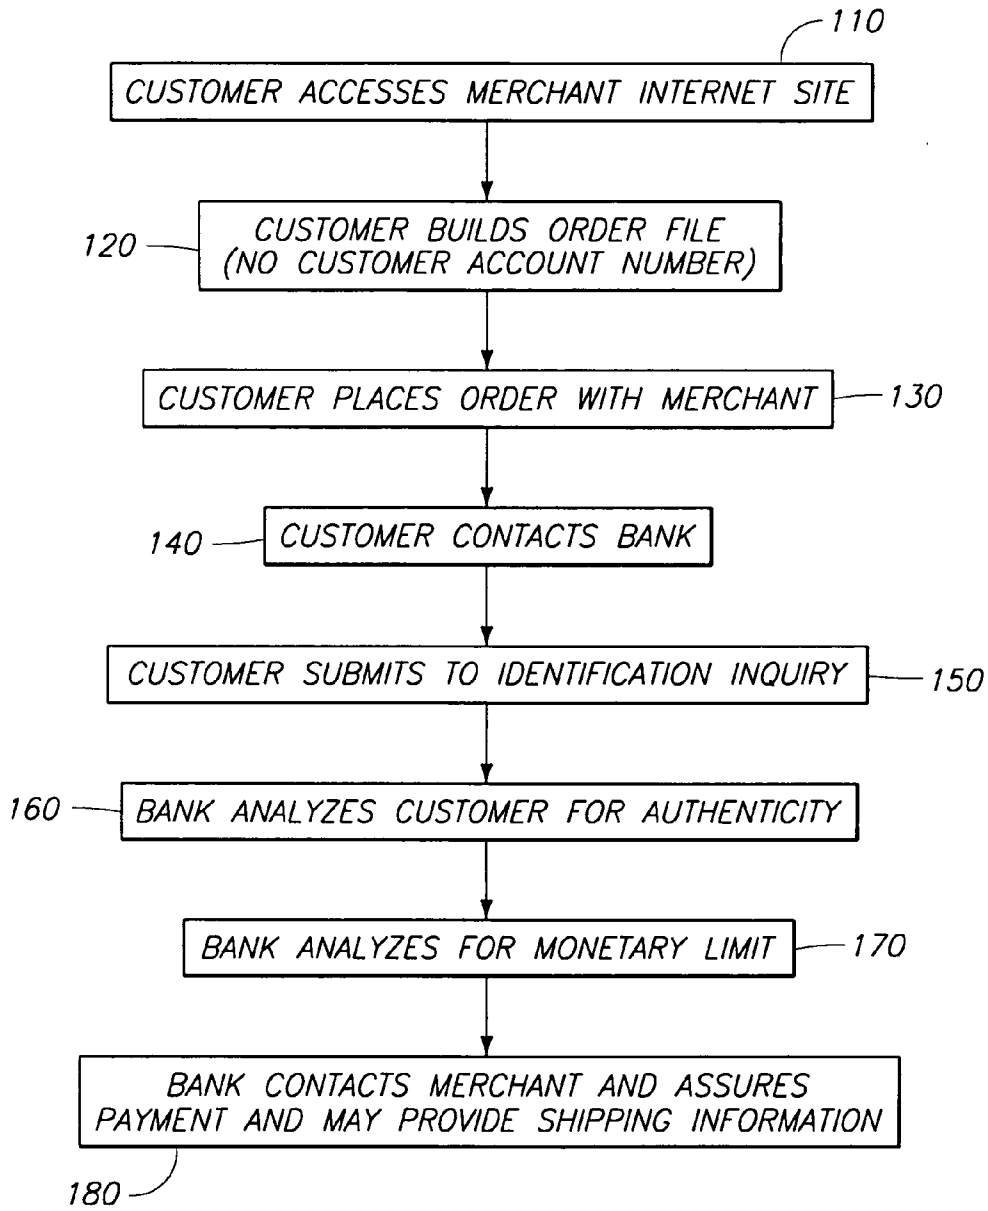 110
CUSTOMER ACCESSES MERCHANT INTERNET SITE
120
CUSTOMER BUILDS ORDER FILE
(NO CUSTOMER ACCOUNT NUMBER)
CUSTOMER PLACES ORDER WITH MERCHANT
130
140
CUSTOMER CONTACTS BANK
CUSTOMER SUBMITS TO IDENTIFICATION INQUIRY
150
160
BANK ANALYZES CUSTOMER FOR AUTHENTICITY
BANK ANALYZES FOR MONETARY LIMIT
170
BANK CONTACTS MERCHANT AND ASSURES
PAYMENT AND MAY PROVIDE SHIPPING INFORMATION
180